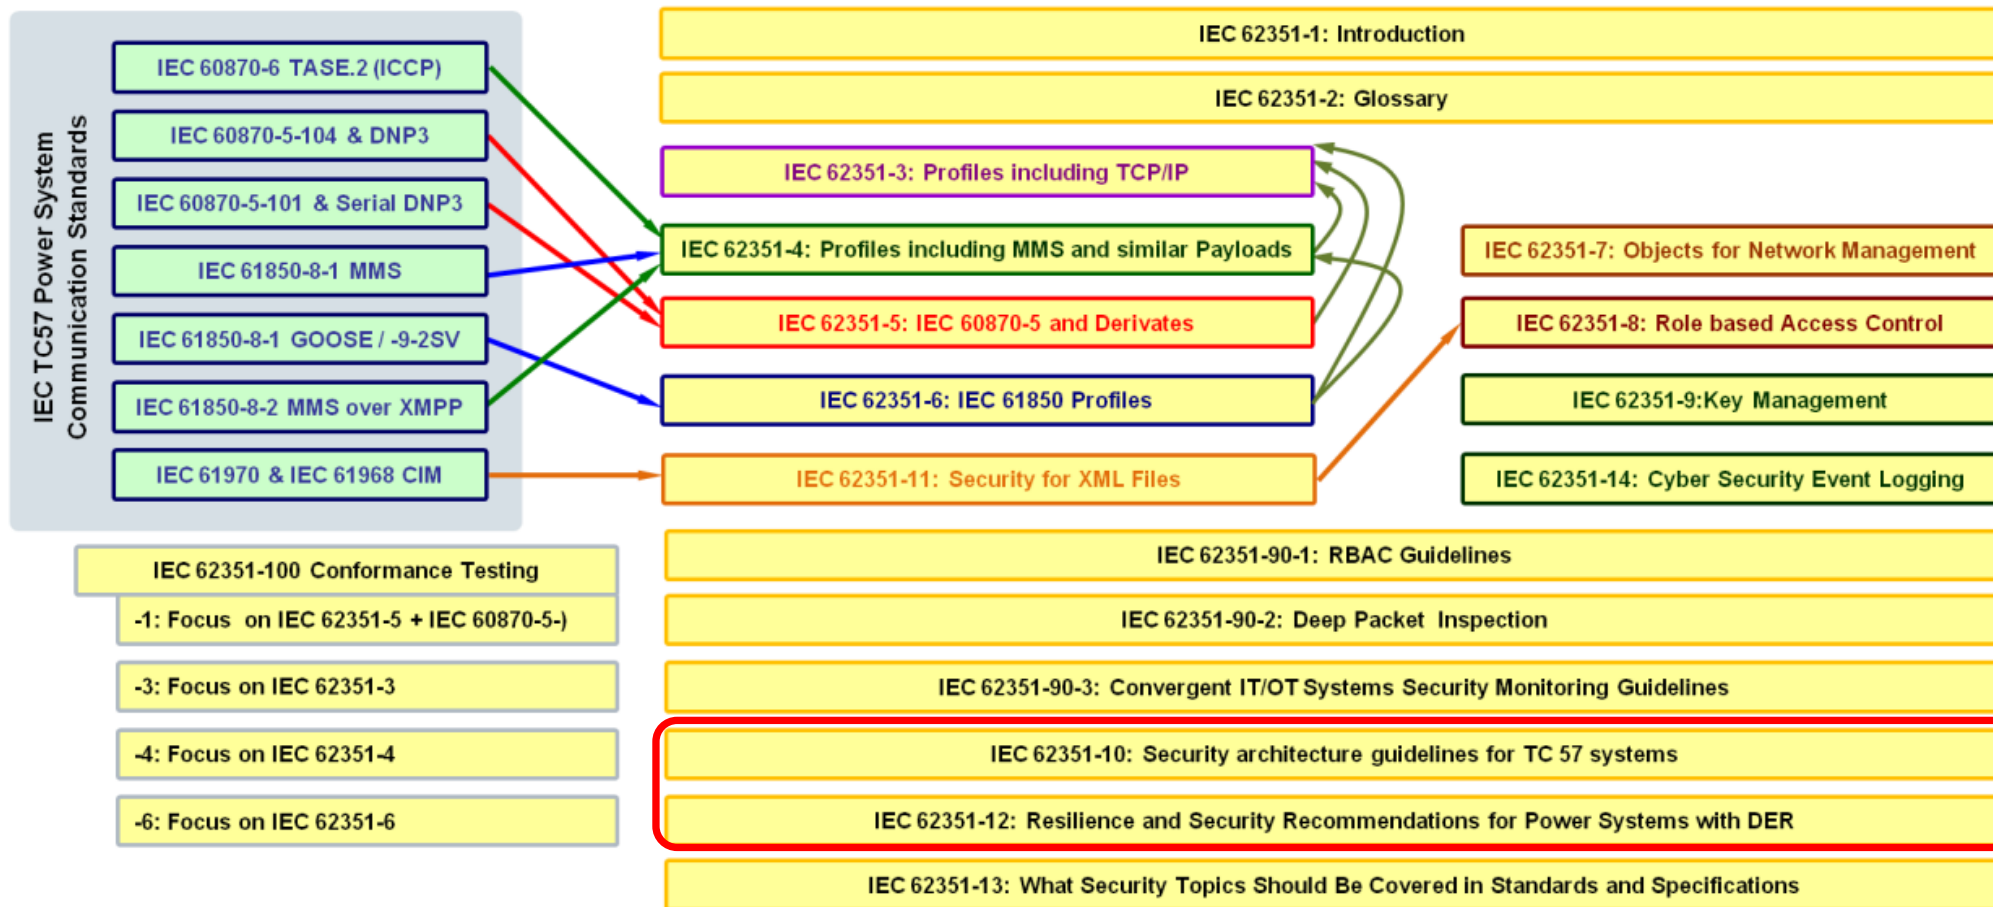 IEC TC57 Power System
Communication Standards
IEC 60870-6 TASE.2 (ICCP)
IEC 60870-5-104 & DNP3
IEC 60870-5-101 & Serial DNP3
IEC 61850-8-1 MMS
IEC 61850-8-1 GOOSE / -9-2SV
IEC 61850-8-2 MMS over XMPP
IEC 61970 & IEC 61968 CIM
IEC 62351-100 Conformance Testing
-1: Focus on IEC 62351-5 + IEC 60870-5-)
-3: Focus on IEC 62351-3
-4: Focus on IEC 62351-4
-6: Focus on IEC 62351-6
IEC 62351-1: Introduction
IEC 62351-2: Glossary
IEC 62351-3: Profiles including TCP/IP
IEC 62351-4: Profiles including MMS and similar Payloads
IEC 62351-5: IEC 60870-5 and Derivates
IEC 62351-6: IEC 61850 Profiles
IEC 62351-11: Security for XML Files
IEC 62351-7: Objects for Network Management
IEC 62351-8: Role based Access Control
IEC 62351-9:Key Management
IEC 62351-14: Cyber Security Event Logging
IEC 62351-90-1: RBAC Guidelines
IEC 62351-90-2: Deep Packet Inspection
IEC 62351-90-3: Convergent IT/OT Systems Security Monitoring Guidelines
IEC 62351-10: Security architecture guidelines for TC 57 systems
IEC 62351-12: Resilience and Security Recommendations for Power Systems with DER
IEC 62351-13: What Security Topics Should Be Covered in Standards and Specifications